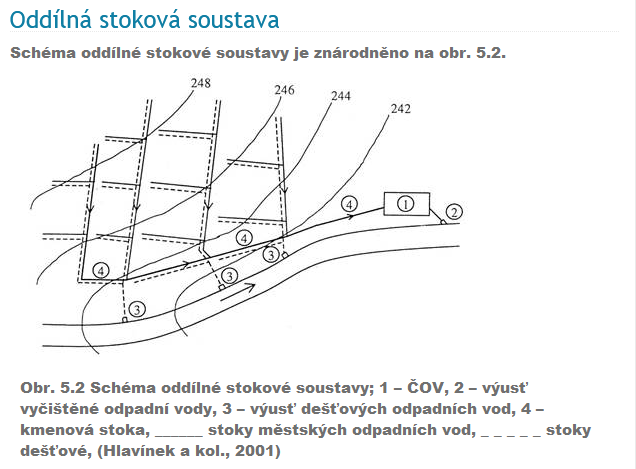 Oddílná stoková soustava
Schéma oddílné stokové soustavy je znárodněno na obr. 5.2.
248
246
244
242
4
1
2
4
3
4
3
3
Obr. 5.2 Schéma oddílné stokové soustavy; 1 – ČOV, 2 – výusť
vyčištěné odpadní vody, 3 – výusť dešťových odpadních vod, 4 –
kmenová stoka, ______ stoky městských odpadních vod, _ _ _ _ _ stoky
dešťové, (Hlavínek a kol., 2001)